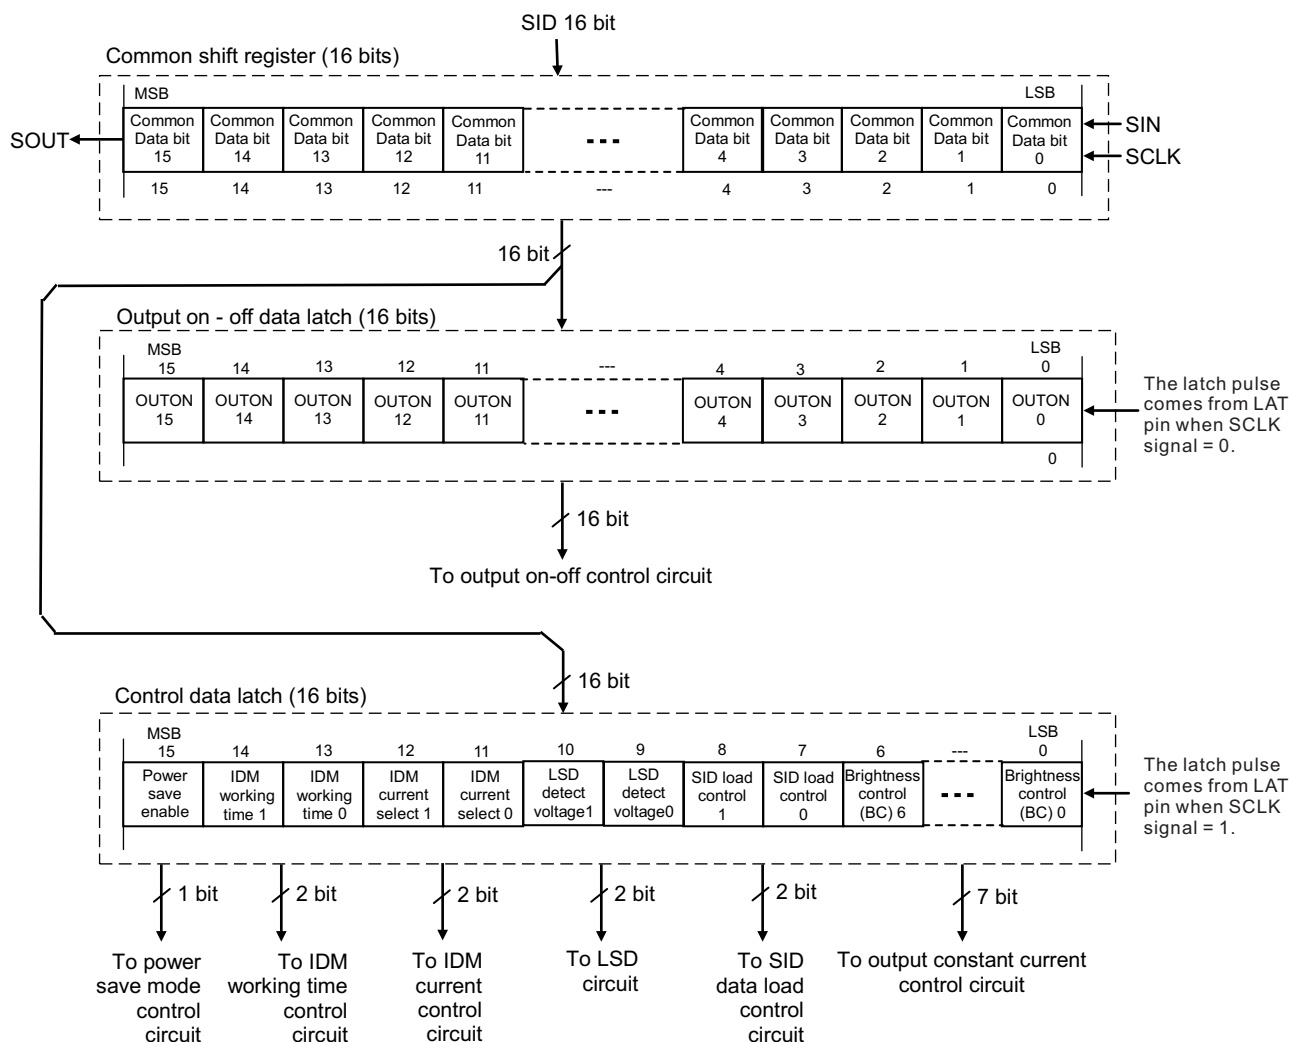 SID 16 bit
Common shift register (16 bits)
MSB LSB
Common Data bit 15 Common Data bit 14 Common Data bit 13 Common Data bit 12 Common Data bit 11 --- Common Data bit 4 Common Data bit 3 Common Data bit 2 Common Data bit 1 Common Data bit 0
SOUT
SIN
SCLK
15 14 13 12 11 --- 4 3 2 1 0
16 bit
Output on - off data latch (16 bits)
MSB LSB
15 14 13 12 11 --- 4 3 2 1 0
OUTON 15 OUTON 14 OUTON 13 OUTON 12 OUTON 11 --- OUTON 4 OUTON 3 OUTON 2 OUTON 1 OUTON 0
0
The latch pulse
comes from LAT
pin when SCLK
signal = 0.
16 bit
To output on-off control circuit
16 bit
Control data latch (16 bits)
MSB LSB
15 14 13 12 11 10 9 8 7 6 --- 0
Power save enable IDM working time 1 IDM working time 0 IDM current select 1 IDM current select 0 LSD detect voltage1 LSD detect voltage0 SID load control 1 SID load control 0 Brightness control (BC) 6 --- Brightness control (BC) 0
The latch pulse
comes from LAT
pin when SCLK
signal = 1.
1 bit 2 bit 2 bit 2 bit 2 bit 7 bit
To power
save mode
control
circuit
To IDM
working time
control
circuit
To IDM
current
control
circuit
To LSD
circuit
To SID
data load
control
circuit
To output constant current
control circuit